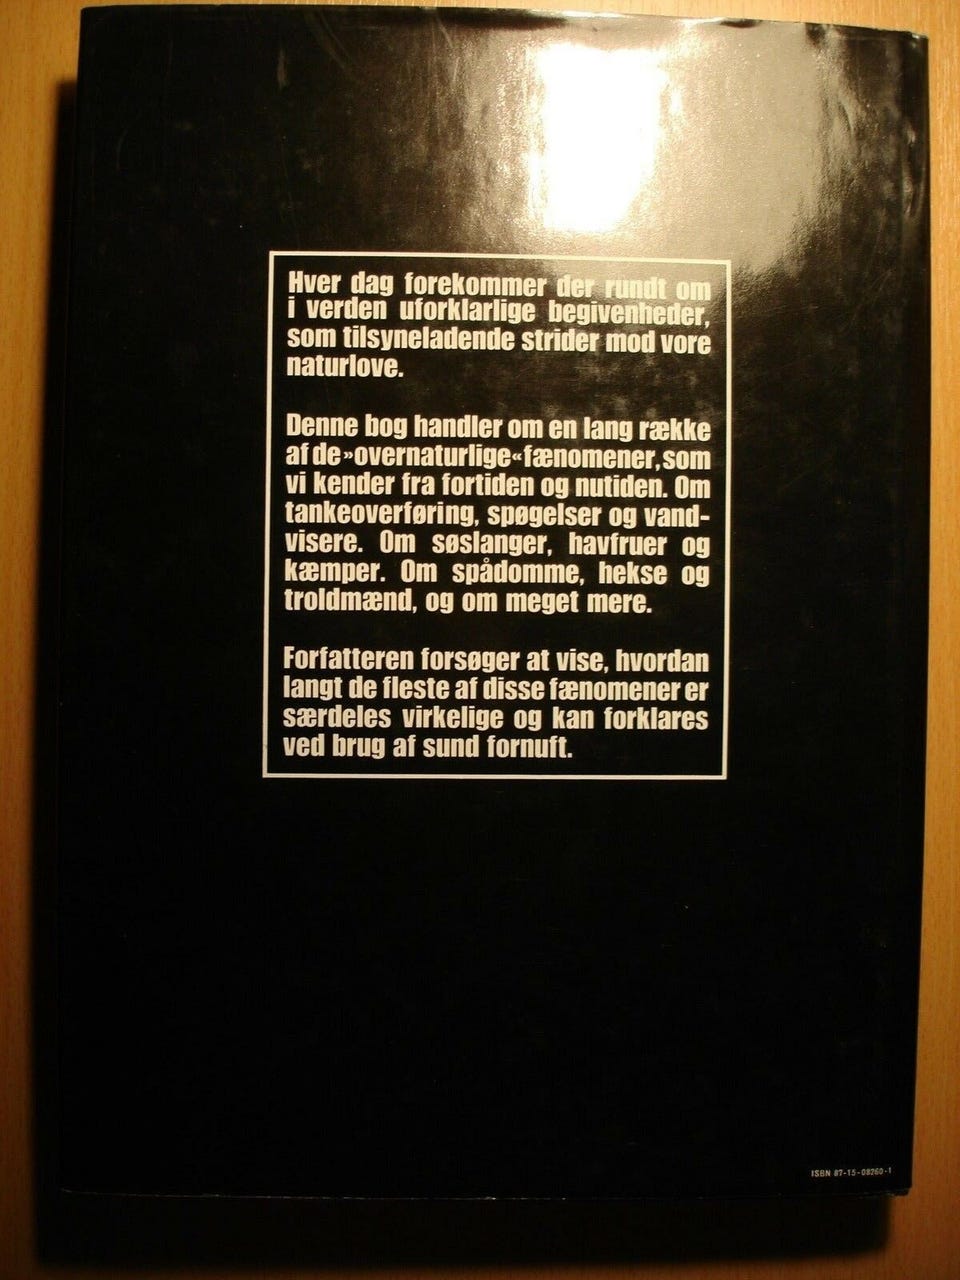 Hver dag forekommer der rundt om
i verden uforklarlige begivenheder,
som tilsyneladende strider mod vore
naturlove.
Denne bog handler om en lang række
af de »overnaturlige« fænomener, som
vi kender fra fortiden og nutiden. Om
tankeoverføring, spøgelser og vand-
visere. Om søslanger, havfruer og
kæmper. Om spådomme, hekse og
troldmænd, og om meget mere.
Forfatteren forsøger at vise, hvordan
langt de fleste af disse fænomener er
særdeles virkelige og kan forklares
ved brug af sund fornuft.
ISBN 87-15-08260-1